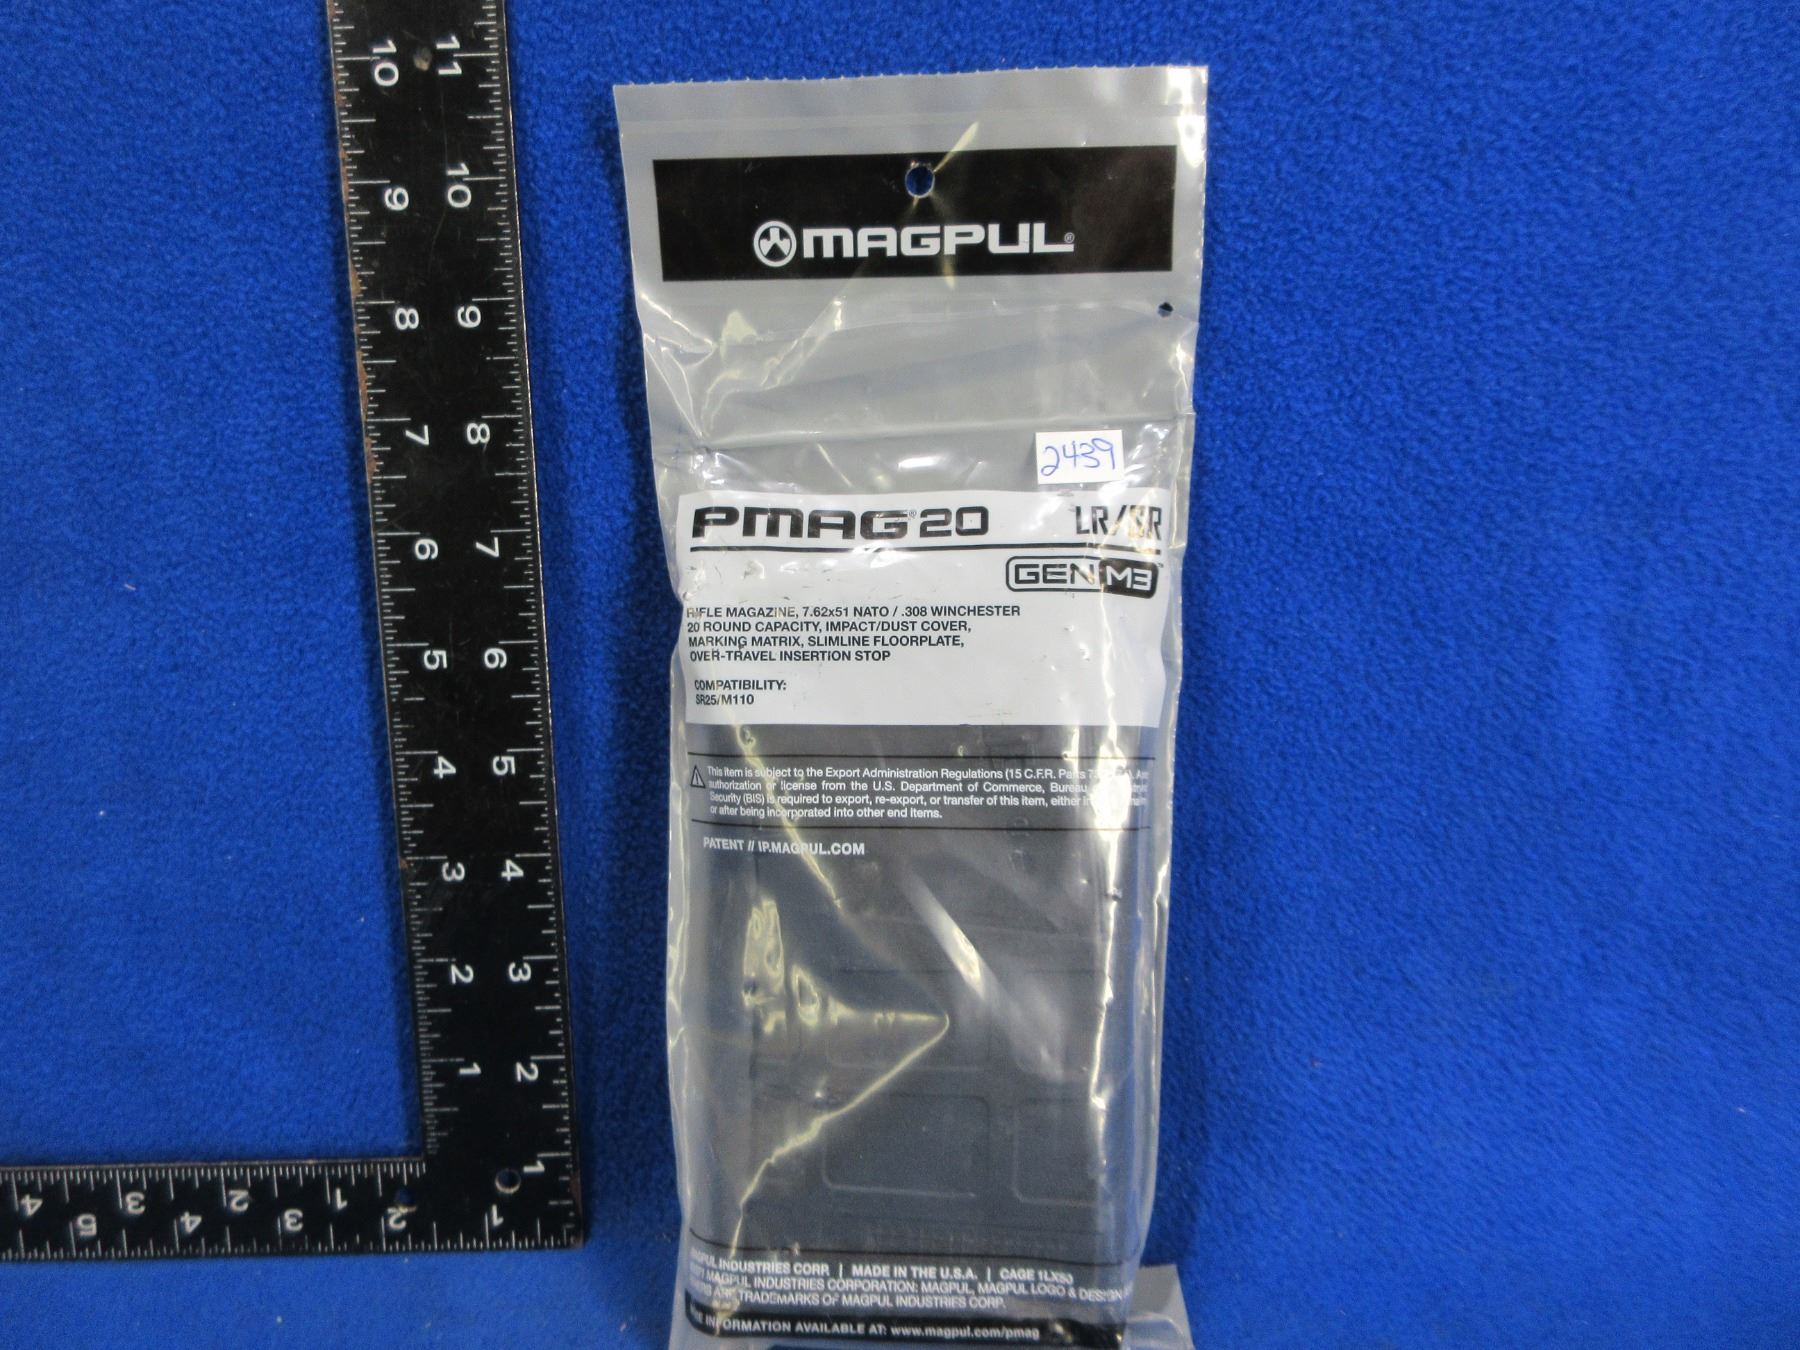 MAGPUL®
2439
PMAG® 20 LR/SR
GEN M3™
RIFLE MAGAZINE, 7.62x51 NATO / .308 WINCHESTER
20 ROUND CAPACITY, IMPACT/DUST COVER,
MARKING MATRIX, SLIMLINE FLOORPLATE,
OVER-TRAVEL INSERTION STOP
COMPATIBILITY:
SR25/M110
This item is subject to the Export Administration Regulations (15 C.F.R. Parts
authorization or license from the U.S. Department of Commerce, Bureau
Security (BIS) is required to export, re-export, or transfer of this item, either
or after being incorporated into other end items.
PATENT // IP.MAGPUL.COM
MAGPUL INDUSTRIES CORP. | MADE IN THE U.S.A. | CAGE 1LX50
MAGPUL INDUSTRIES CORPORATION: MAGPUL, MAGPUL LOGO & DESIGN
ARE TRADEMARKS OF MAGPUL INDUSTRIES CORP.
INFORMATION AVAILABLE AT: www.magpul.com/pmag
11 10 9 8 7 6 5 4 3 2 1
10 9 8 7 6 5 4 3 2 1
4 3 2 1
5 4 3 2 1